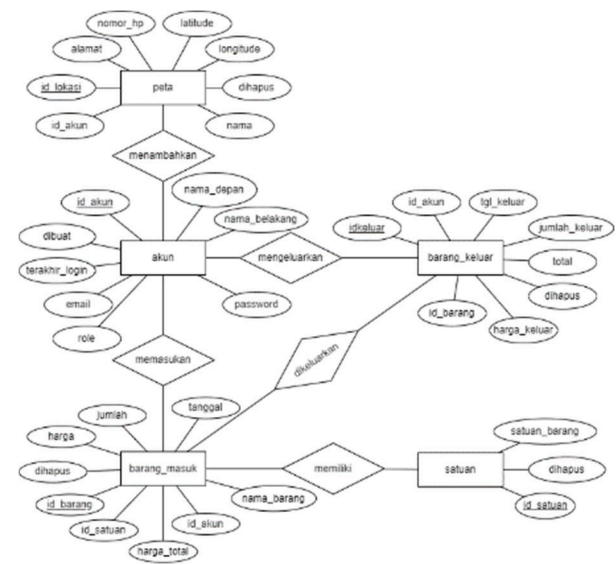 nomor_hp
latitude
alamat
longitude
id_lokasi
peta
dihapus
id_akun
nama
menambahkan
id_akun
nama_depan
nama_belakang
dibuat
akun
terakhir_login
email
password
role
mengeluarkan
id_akun
tgl_keluar
idkeluar
jumlah_keluar
barang_keluar
total
dihapus
id_barang
harga_keluar
memasukan
dikeluarkan
jumlah
tanggal
harga
dihapus
barang_masuk
id_barang
nama_barang
id_satuan
id_akun
harga_total
memiliki
satuan_barang
satuan
dihapus
id_satuan